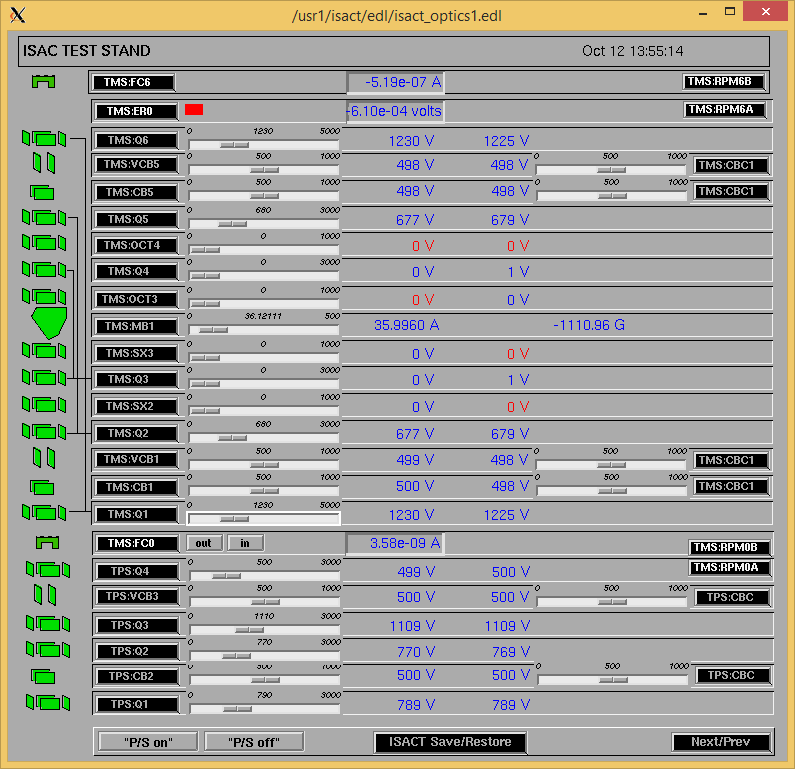 /usr1/isact/edl/isact_optics1.edl
ISAC TEST STAND Oct 12 13:55:14
TMS:FC6 -5.19e-07 A TMS:RPM6B
TMS:ER0 -6.10e-04 volts TMS:RPM6A
TMS:Q6 0 1230 5000 1230 V 1225 V
TMS:VCB5 0 500 1000 498 V 498 V 0 500 1000 TMS:CBC1
TMS:CB5 0 500 1000 498 V 498 V 0 500 1000 TMS:CBC1
TMS:Q5 0 680 3000 677 V 679 V
TMS:OCT4 0 0 1000 0 V 0 V
TMS:Q4 0 0 3000 0 V 1 V
TMS:OCT3 0 0 1000 0 V 0 V
TMS:MB1 0 36.12111 500 35.9960 A -1110.96 G
TMS:SX3 0 0 1000 0 V 0 V
TMS:Q3 0 0 3000 0 V 1 V
TMS:SX2 0 0 1000 0 V 0 V
TMS:Q2 0 680 3000 677 V 679 V
TMS:VCB1 0 500 1000 499 V 498 V 0 500 1000 TMS:CBC1
TMS:CB1 0 500 1000 500 V 498 V 0 500 1000 TMS:CBC1
TMS:Q1 0 1230 5000 1230 V 1225 V
TMS:FC0 out in 3.58e-09 A TMS:RPM0B
TPS:Q4 0 500 3000 499 V 500 V TMS:RPM0A
TPS:VCB3 0 500 1000 500 V 500 V 0 500 1000 TPS:CBC
TPS:Q3 0 1110 3000 1109 V 1109 V
TPS:Q2 0 770 3000 770 V 769 V
TPS:CB2 0 500 1000 500 V 500 V 0 500 1000 TPS:CBC
TPS:Q1 0 790 3000 789 V 789 V
"P/S on" "P/S off" ISACT Save/Restore Next/Prev